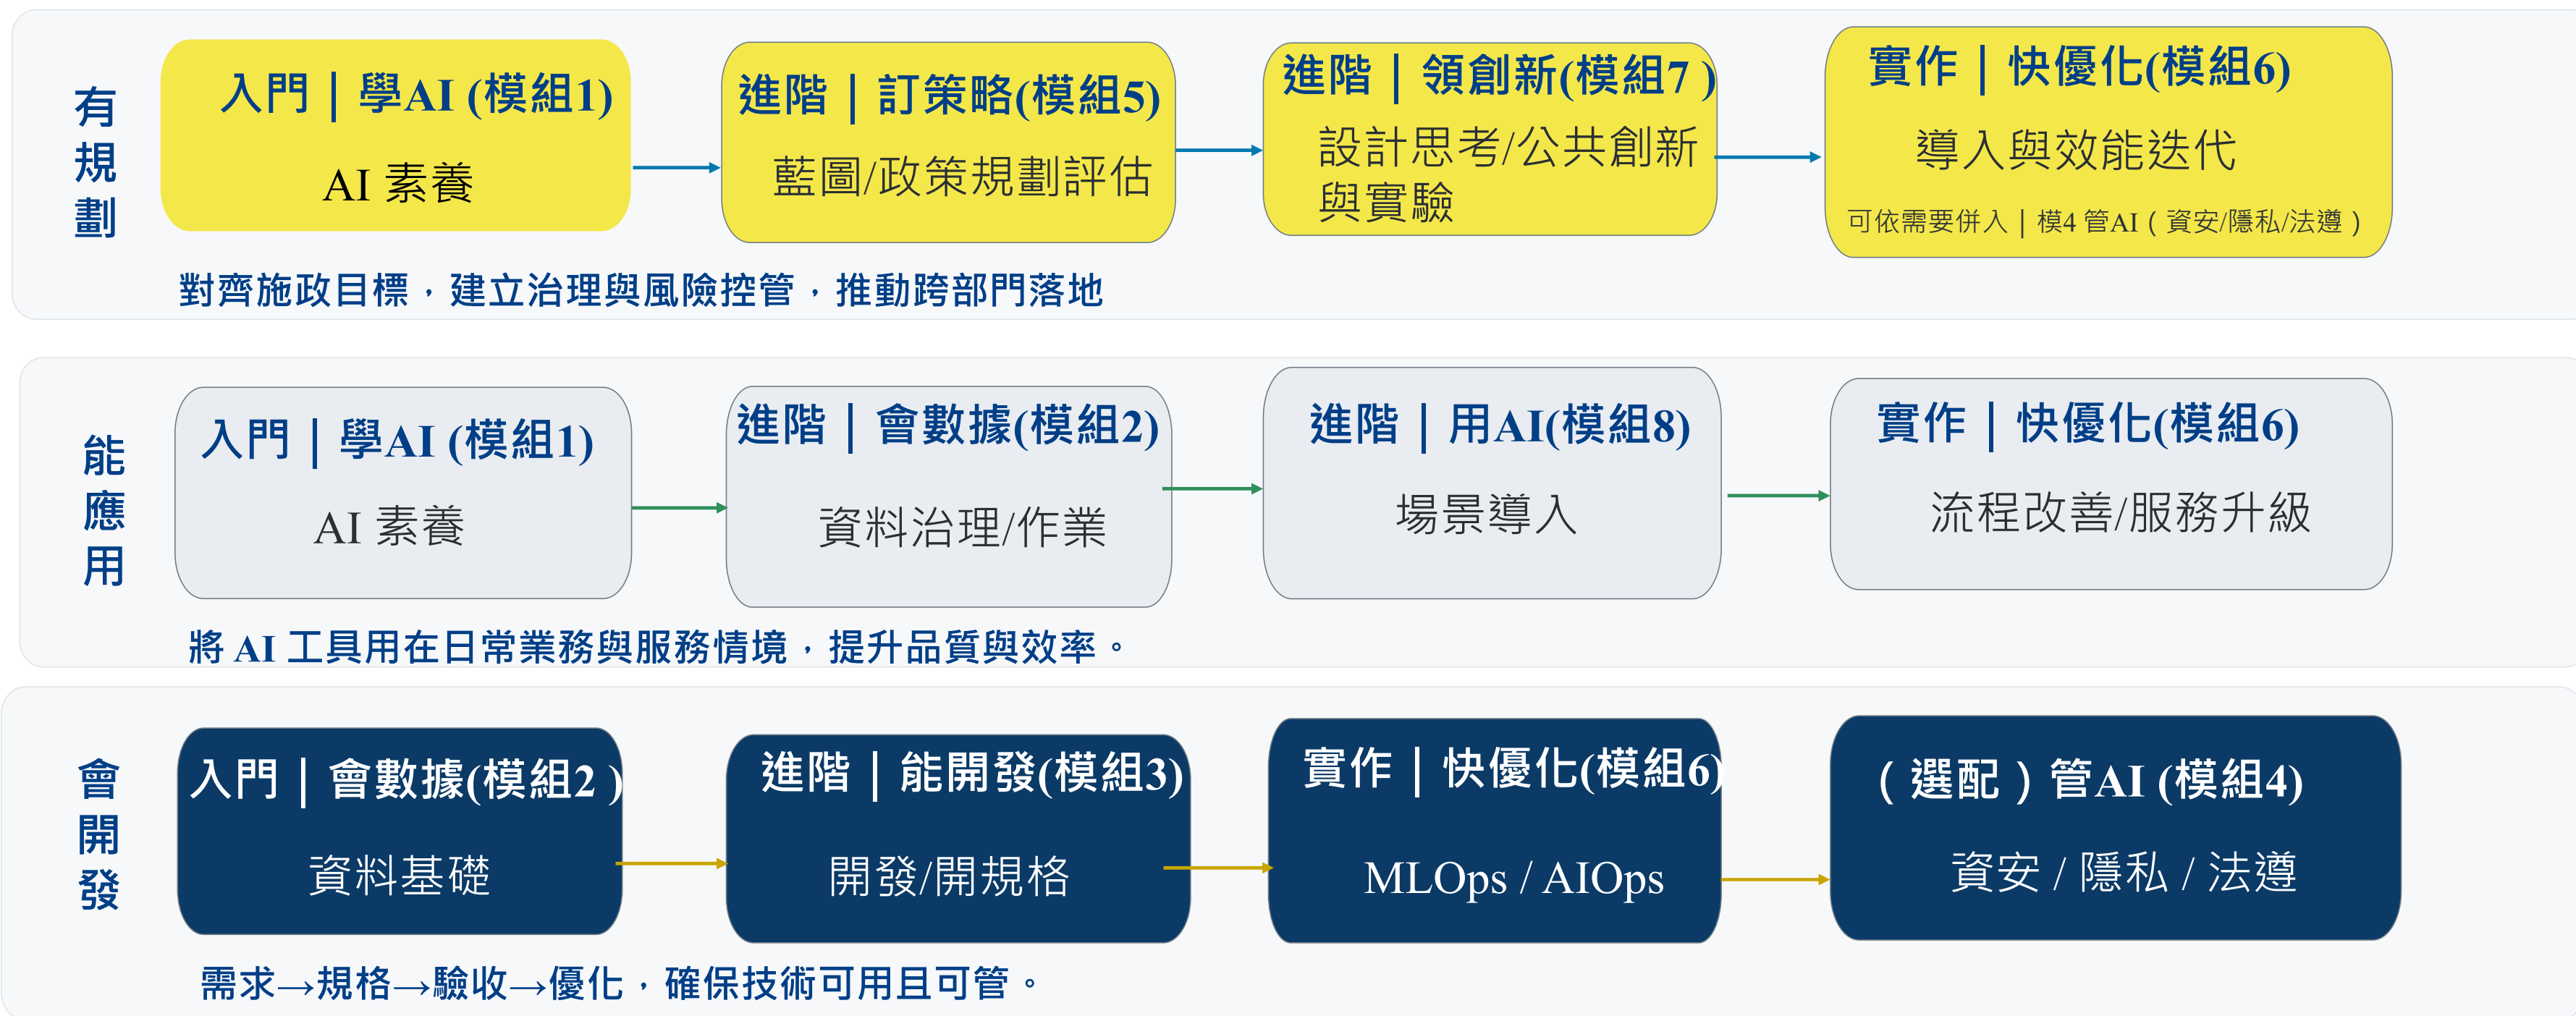 有規劃
入門｜學AI (模組1)
AI 素養
進階｜訂策略(模組5)
藍圖/政策規劃評估
進階｜領創新(模組7 )
設計思考/公共創新
與實驗
實作｜快優化(模組6)
導入與效能迭代
可依需要併入｜模4 管AI（資安/隱私/法遵）
對齊施政目標，建立治理與風險控管，推動跨部門落地
能應用
入門｜學AI (模組1)
AI 素養
進階｜會數據(模組2)
資料治理/作業
進階｜用AI(模組8)
場景導入
實作｜快優化(模組6)
流程改善/服務升級
將 AI 工具用在日常業務與服務情境，提升品質與效率。
會開發
入門｜會數據(模組2 )
資料基礎
進階｜能開發(模組3)
開發/開規格
實作｜快優化(模組6)
MLOps / AIOps
（選配）管AI (模組4)
資安 / 隱私 / 法遵
需求→規格→驗收→優化，確保技術可用且可管。